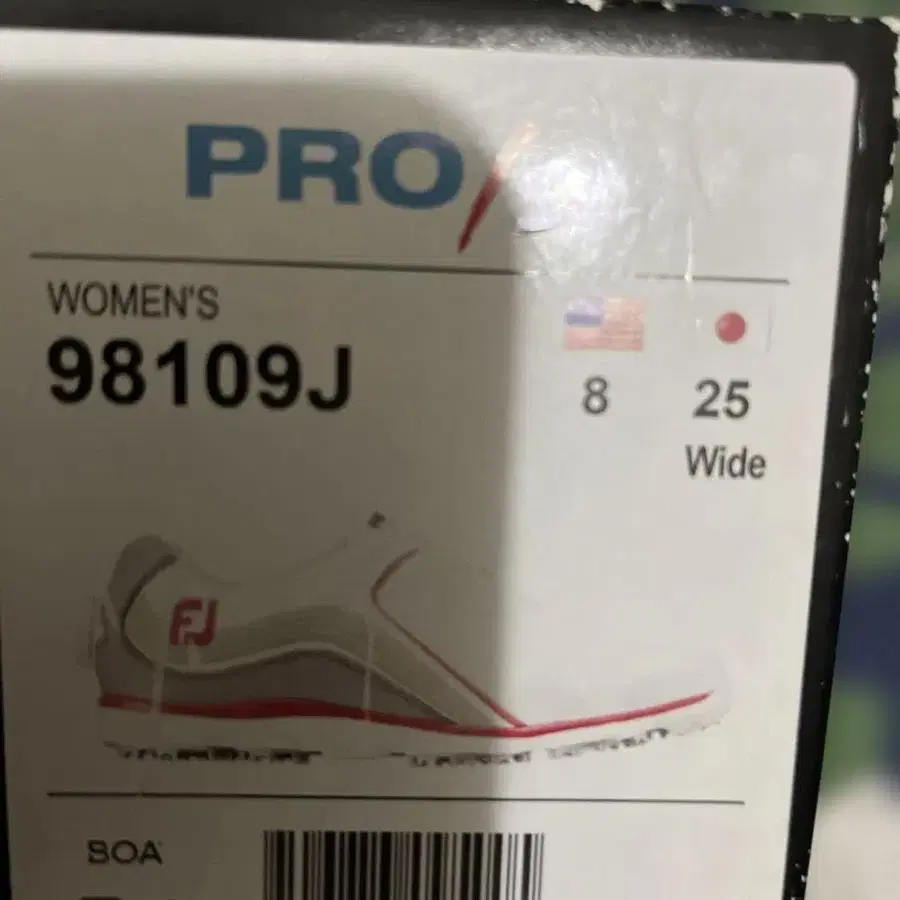 PRO/
WOMEN'S
98109J
8 25
Wide
FJ
BOA